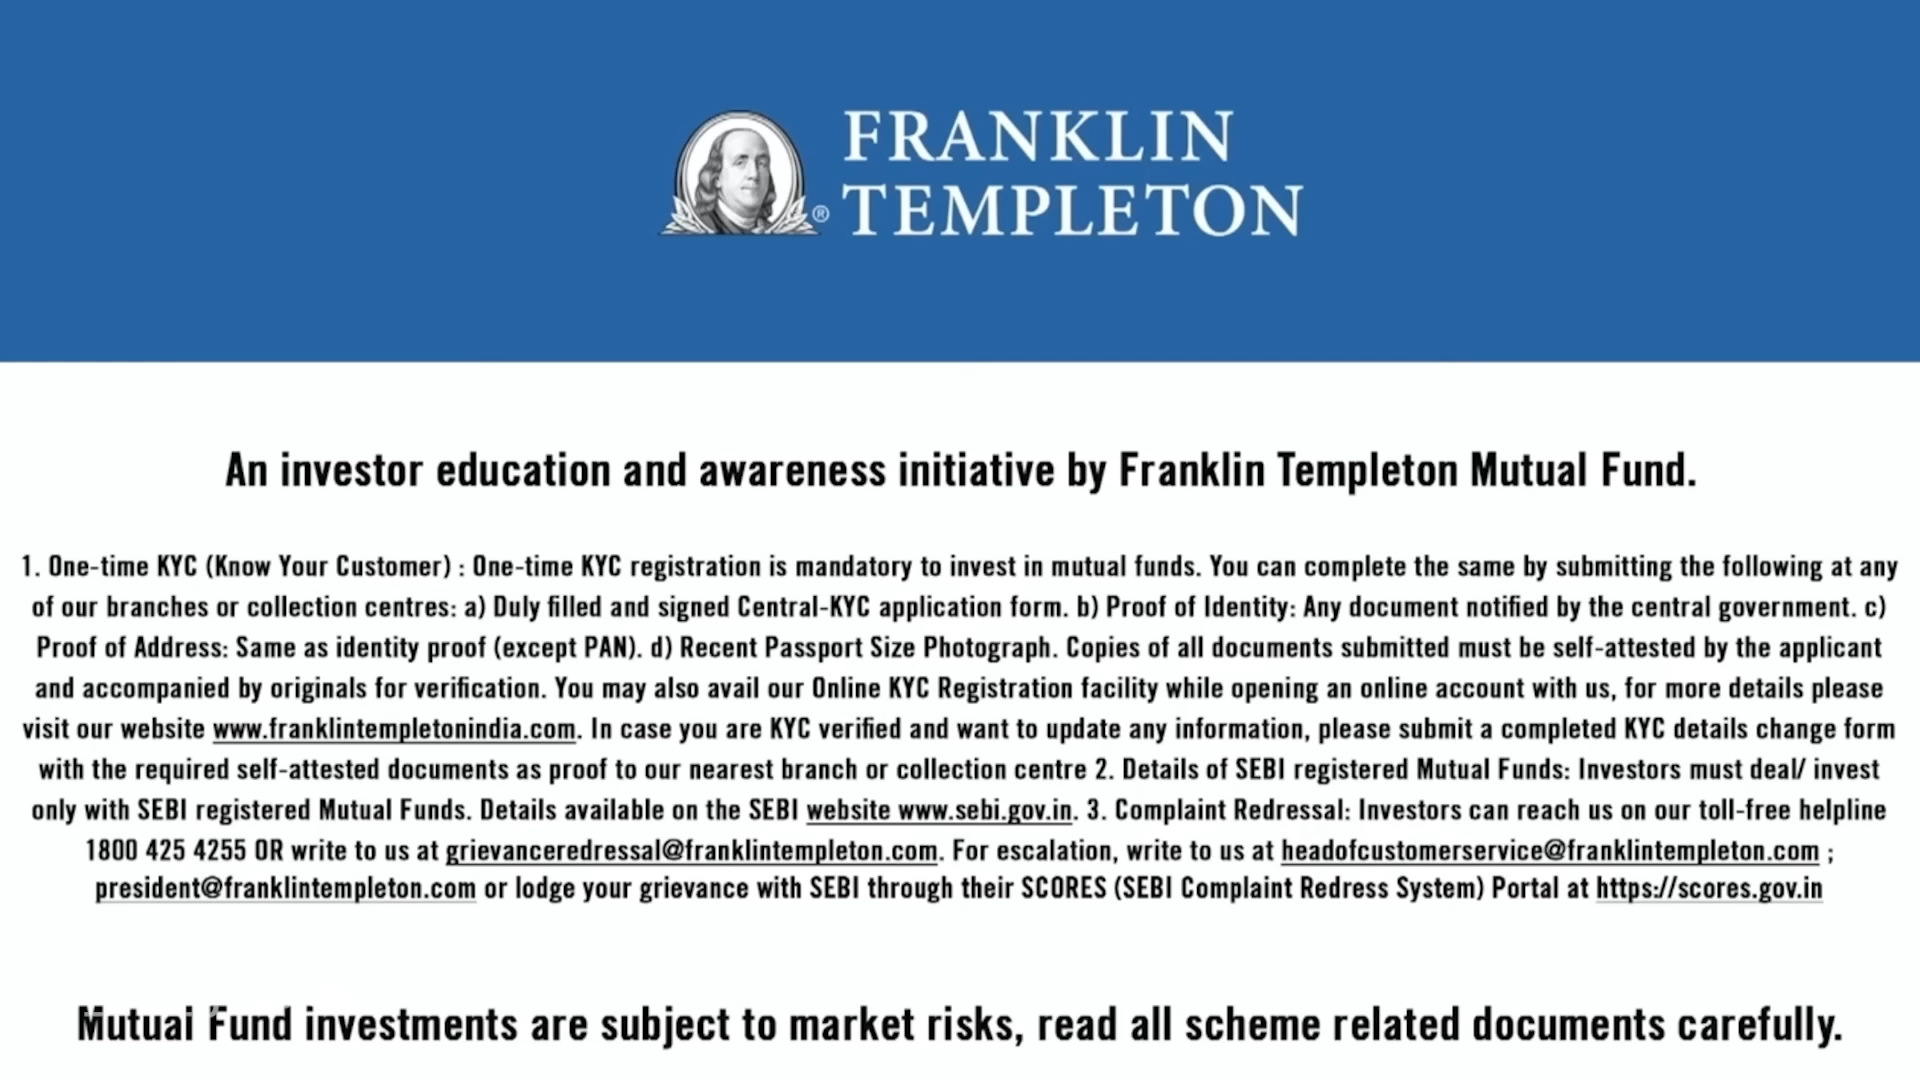 FRANKLIN
TEMPLETON
®
An investor education and awareness initiative by Franklin Templeton Mutual Fund.
1. One-time KYC (Know Your Customer) : One-time KYC registration is mandatory to invest in mutual funds. You can complete the same by submitting the following at any
of our branches or collection centres: a) Duly filled and signed Central-KYC application form. b) Proof of Identity: Any document notified by the central government. c)
Proof of Address: Same as identity proof (except PAN). d) Recent Passport Size Photograph. Copies of all documents submitted must be self-attested by the applicant
and accompanied by originals for verification. You may also avail our Online KYC Registration facility while opening an online account with us, for more details please
visit our website www.franklintempletonindia.com. In case you are KYC verified and want to update any information, please submit a completed KYC details change form
with the required self-attested documents as proof to our nearest branch or collection centre 2. Details of SEBI registered Mutual Funds: Investors must deal/ invest
only with SEBI registered Mutual Funds. Details available on the SEBI website www.sebi.gov.in. 3. Complaint Redressal: Investors can reach us on our toll-free helpline
1800 425 4255 OR write to us at grievanceredressal@franklintempleton.com. For escalation, write to us at headofcustomerservice@franklintempleton.com ;
president@franklintempleton.com or lodge your grievance with SEBI through their SCORES (SEBI Complaint Redress System) Portal at https://scores.gov.in
Mutual Fund investments are subject to market risks, read all scheme related documents carefully.